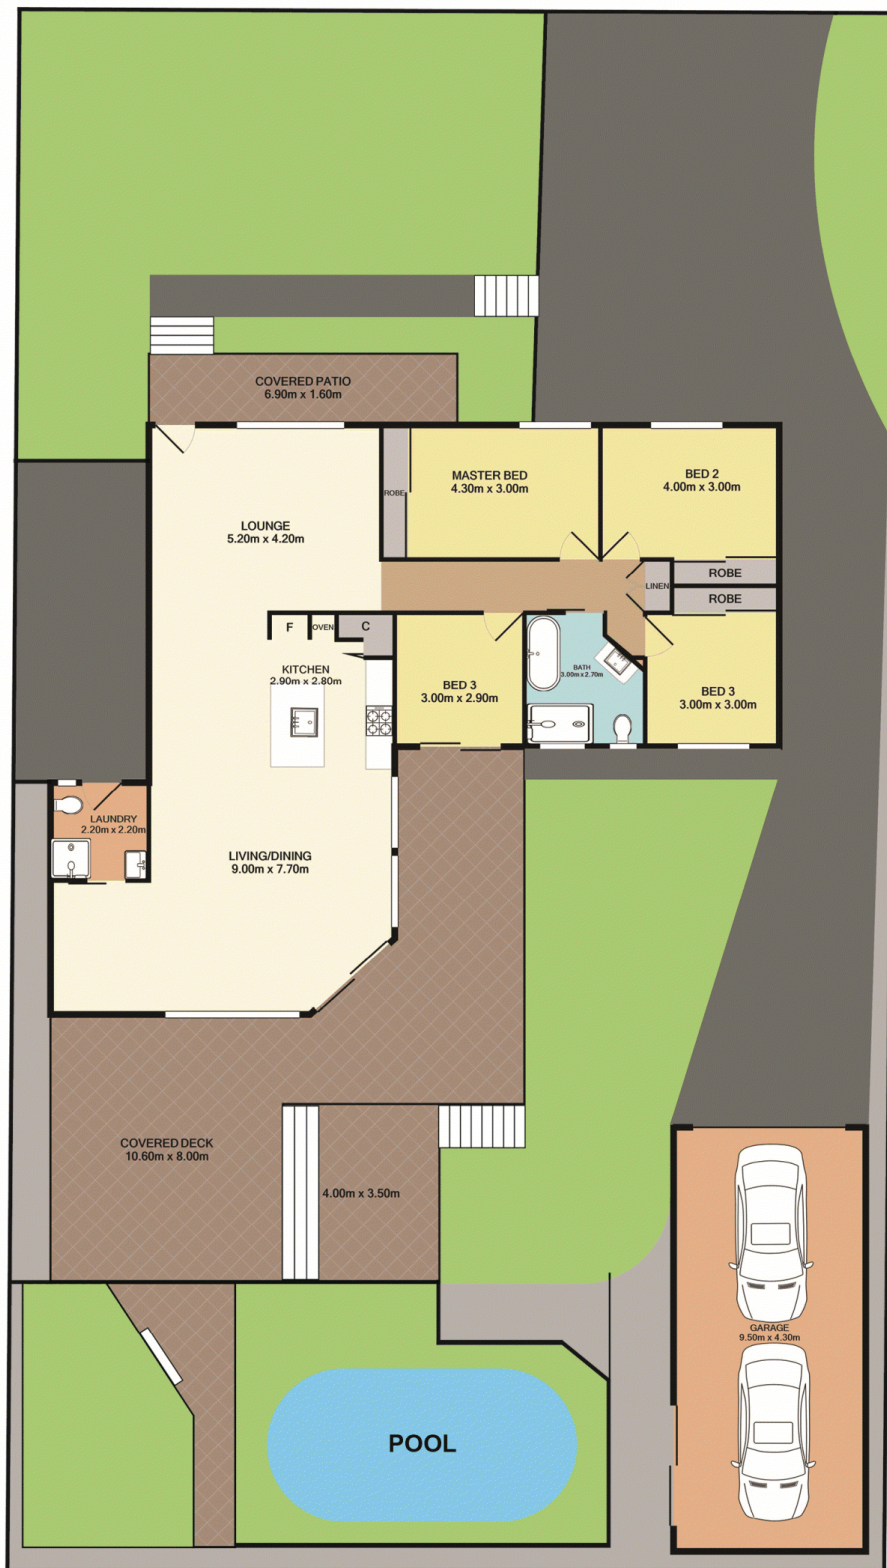 COVERED PATIO
6.90m x 1.60m
MASTER BED
4.30m x 3.00m
BED 2
4.00m x 3.00m
ROBE
LOUNGE
5.20m x 4.20m
ROBE
LINEN
ROBE
F
OVEN
C
KITCHEN
2.90m x 2.80m
BED 3
3.00m x 2.90m
BATH
3.00m x 2.70m
BED 3
3.00m x 3.00m
LAUNDRY
2.20m x 2.20m
LIVING/DINING
9.00m x 7.70m
COVERED DECK
10.60m x 8.00m
4.00m x 3.50m
GARAGE
9.50m x 4.30m
POOL